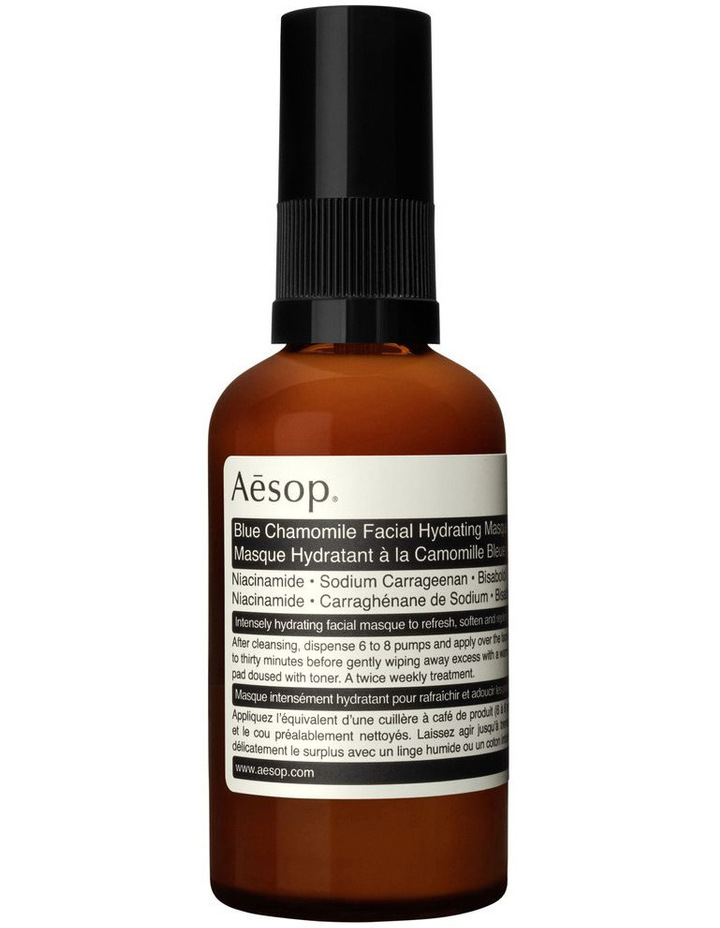 Aēsop®
Blue Chamomile Facial Hydrating Masque
Masque Hydratant à la Camomille Bleue
Niacinamide • Sodium Carrageenan •
Niacinamide • Carraghénane de Sodium •
Intensely hydrating facial masque to refresh, soften and
After cleansing, dispense 6 to 8 pumps and apply over the
to thirty minutes before gently wiping away excess with a
pad doused with toner. A twice weekly treatment.
Masque intensément hydratant pour rafraîchir et adoucir
Appliquez l'équivalent d'une cuillère à café de produit (6 à
et le cou préalablement nettoyés. Laissez agir jusqu'à
délicatement le surplus avec un linge humide ou un coton
www.aesop.com